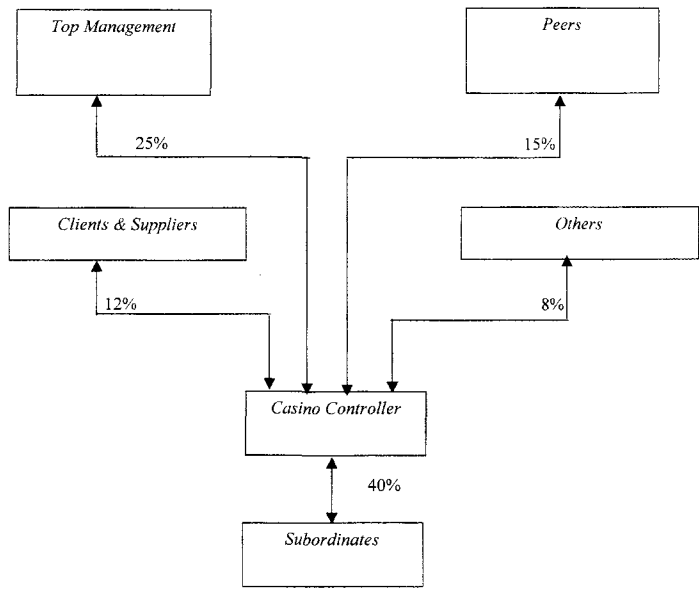 Top Management
Peers
25%
15%
Clients & Suppliers
Others
12%
8%
Casino Controller
40%
Subordinates